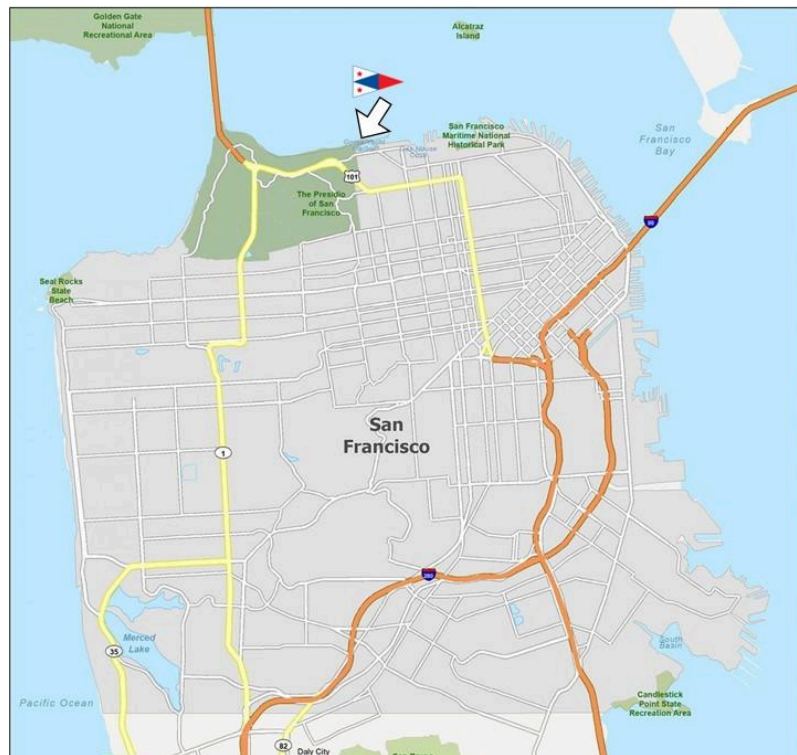 Golden Gate
National
Recreational Area
Alcatraz
Island
San Francisco
Maritime National
Historical Park
San
Francisco
Bay
101
The Presidio
of San
Francisco
80
Seal Rocks
State
Beach
San
Francisco
1
280
Merced
Lake
35
South
Basin
Pacific Ocean
Candlestick
Point State
Recreation Area
82
Daly City